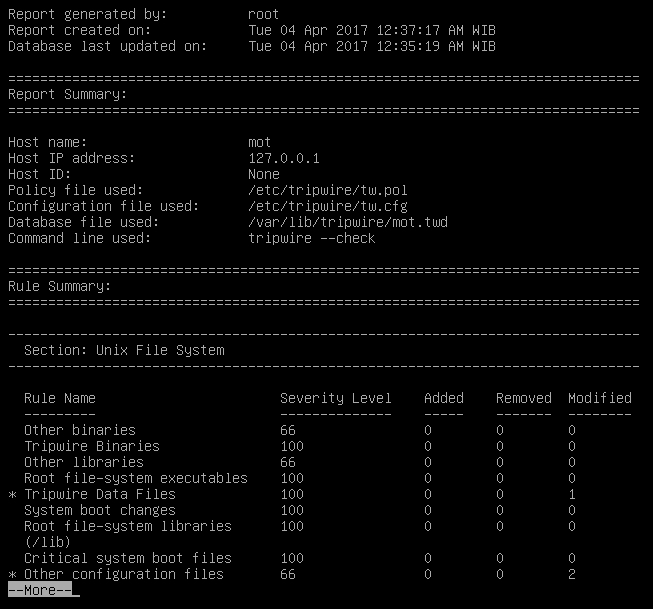 Report generated by:          root
Report created on:            Tue 04 Apr 2017 12:37:17 AM WIB
Database last updated on:     Tue 04 Apr 2017 12:35:19 AM WIB
===============================================================================
Report Summary:
===============================================================================
Host name:                    mot
Host IP address:              127.0.0.1
Host ID:                      None
Policy file used:             /etc/tripwire/tw.pol
Configuration file used:      /etc/tripwire/tw.cfg
Database file used:           /var/lib/tripwire/mot.twd
Command line used:            tripwire --check
===============================================================================
Rule Summary:
===============================================================================
-------------------------------------------------------------------------------
  Section: Unix File System
-------------------------------------------------------------------------------
  Rule Name                       Severity Level    Added    Removed  Modified
  ---------                       --------------    -----    -------  --------
  Other binaries                  66                0        0        0
  Tripwire Binaries               100               0        0        0
  Other libraries                 66                0        0        0
  Root file-system executables    100               0        0        0
* Tripwire Data Files             100               0        0        1
  System boot changes             100               0        0        0
  Root file-system libraries      100               0        0        0
  (/lib)
  Critical system boot files      100               0        0        0
* Other configuration files       66                0        0        2
--More--_